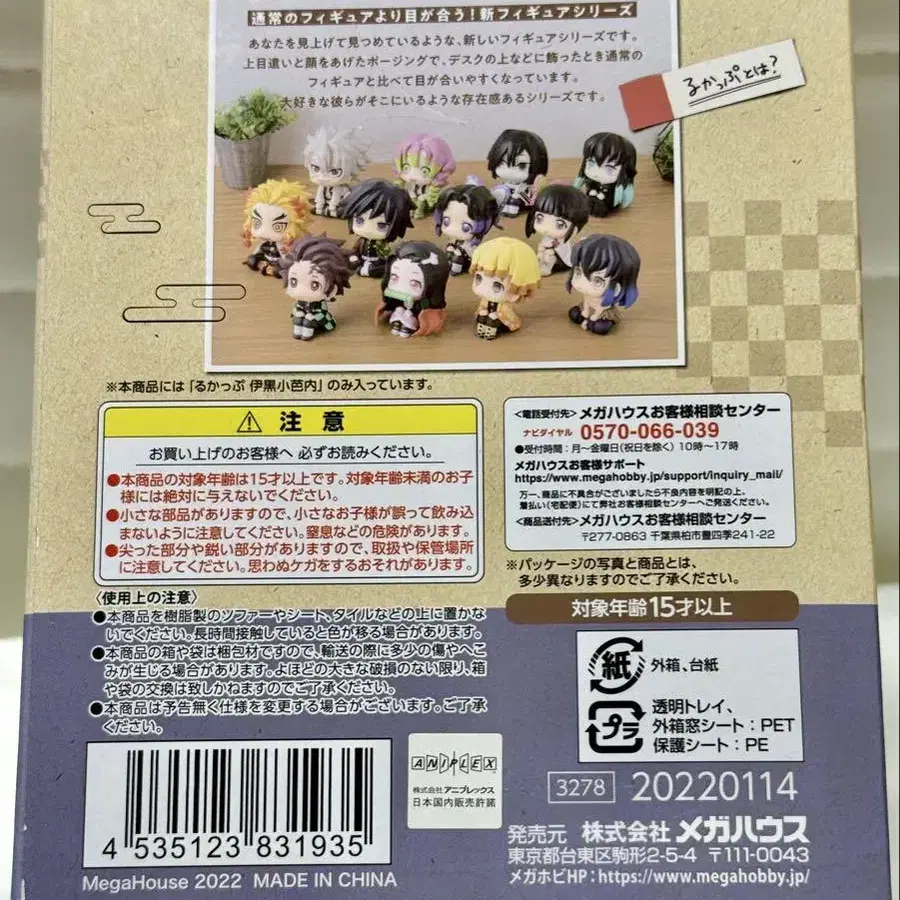 通常のフィギュアより目が合う!新フィギュアシリーズ
あなたを見上げて見つめているような、新しいフィギュアシリーズです。
上目遣いと顔をあげたポージングで、デスクの上などに飾ったとき通常の
フィギュアと比べて目が合いやすくなっています。
大好きな彼らがそこにいるような存在感あるシリーズです。
るかっぷとは?
※本商品には「るかっぷ 伊黒小芭内」のみ入っています。
注意
お買い上げのお客様へ 必ずお読みください。
●本商品の対象年齢は15才以上です。対象年齢未満のお子
様には絶対に与えないでください。
●小さな部品がありますので、小さなお子様が誤って飲み込
まないように注意してください。窒息などの危険があります。
●尖った部分や鋭い部分がありますので、取扱や保管場所
に注意してください。思わぬケガをするおそれがあります。
〈使用上の注意〉
●本商品を樹脂製のソファーやシート、タイルなどの上に置かな
いでください。長時間接触していると色が移る場合があります。
●本商品の箱や袋は梱包材ですので、輸送の際に多少の傷やへこ
みが生じる場合があります。よほどの大きな破損のない限り、箱
や袋の交換は致しかねますのでご了承ください。
●本商品は予告無く仕様を変更する場合がございます。ご了承
ください。
<電話受付先>メガハウスお客様相談センター
ナビダイヤル 0570-066-039
●受付時間:月~金曜日(祝日を除く)10時~17時
メガハウスお客様サポート
https://www.megahobby.jp/support/inquiry_mail/
万一、商品に不具合がございましたら不良内容を明記の上、
着払い(宅配便)にて弊社お客様相談センターへご発送ください。
<商品送付先>メガハウスお客様相談センター
〒277-0863 千葉県柏市豊四季241-22
※パッケージの写真と商品とは、
多少異なりますのでご了承ください。
対象年齢15才以上
紙
外箱、台紙
プラ
透明トレイ、
外箱窓シート:PET
保護シート:PE
4 535123 831935
MegaHouse 2022 MADE IN CHINA
ANIPLEX
株式会社アニプレックス
日本国内販売許諾
3278 20220114
発売元 株式会社メガハウス
東京都台東区駒形2-5-4 〒111-0043
メガホビHP:https://www.megahobby.jp/